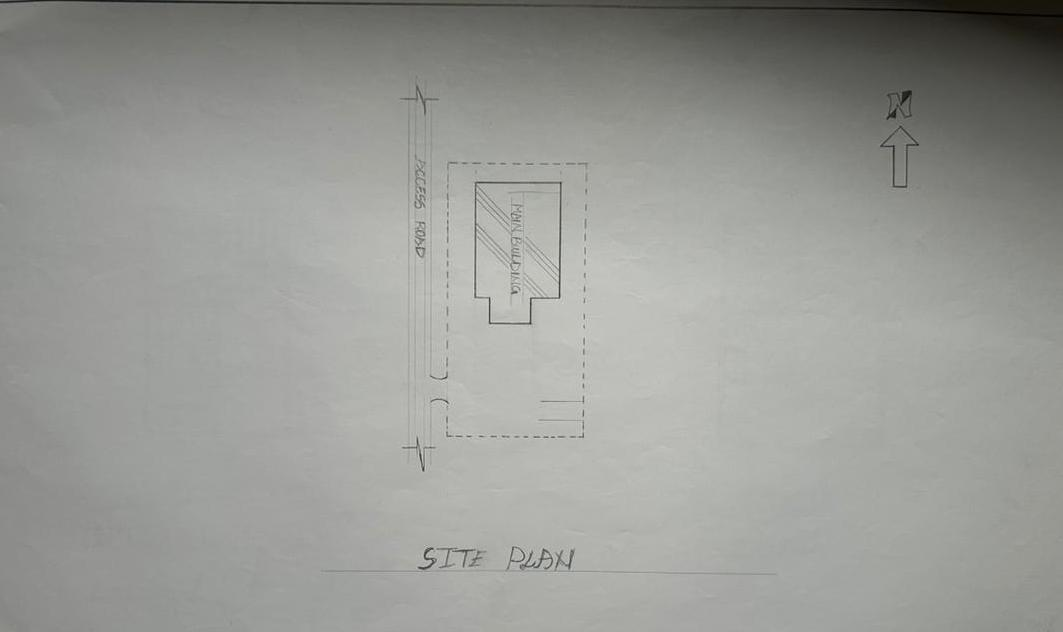 N
ACCESS ROAD
MAIN BUILDING
SITE PLAN